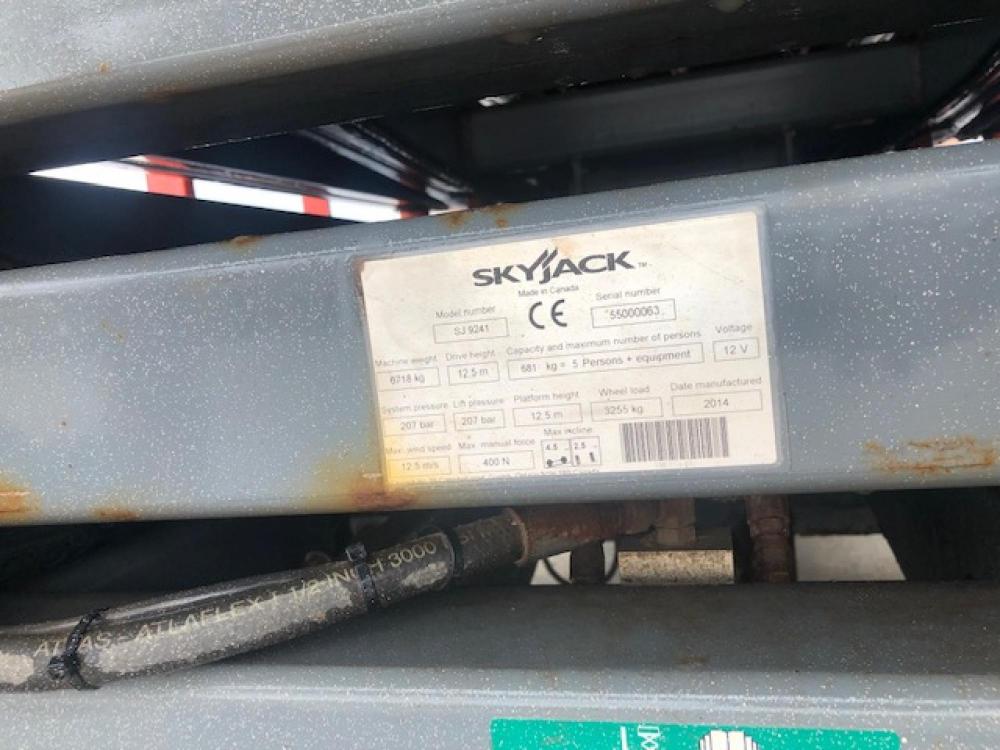 SKYJACK ™
Made in Canada
Model number CE Serial number
SJ 9241 55000063
Machine weight Drive height Capacity and maximum number of persons Voltage
6718 kg 12.5 m 681 kg = 5 Persons + equipment 12 V
System pressure Lift pressure Platform height Wheel load Date manufactured
207 bar 207 bar 12.5 m 3255 kg 2014
Max. wind speed Max. manual force Max incline
12.5 m/s 400 N 4.5 2.5
ATLAS - ATLAFLEX 1 1/2 INCH 3000